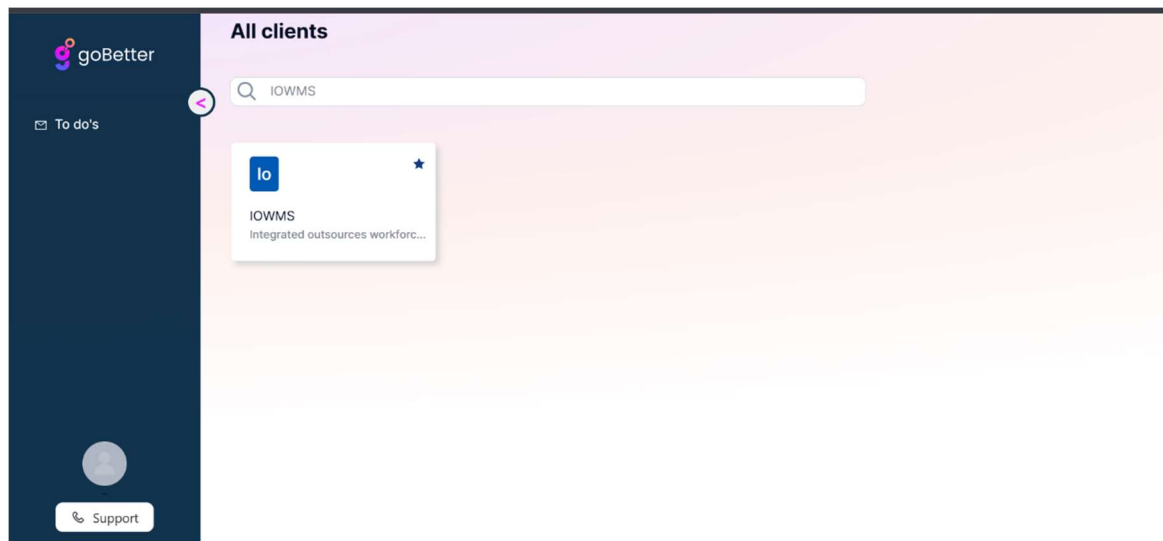 All clients
goBetter
IOWMS
<
To do's
Io
IOWMS
Integrated outsources workforc...
Support